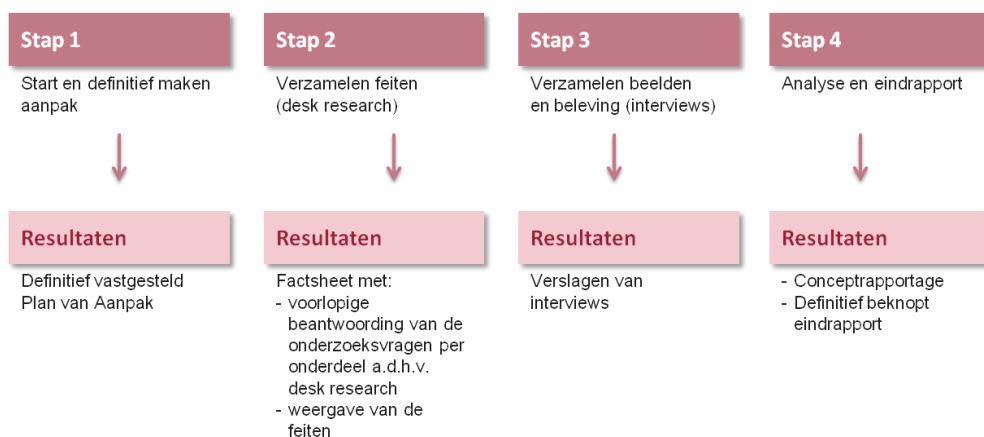 Stap 1
Start en definitief maken
aanpak
Resultaten
Definitief vastgesteld
Plan van Aanpak
Stap 2
Verzamelen feiten
(desk research)
Resultaten
Factsheet met:
- voorlopige
beantwoording van de
onderzoeksvragen per
onderdeel a.d.h.v.
desk research
- weergave van de
feiten
Stap 3
Verzamelen beelden
en beleving (interviews)
Resultaten
Verslagen van
interviews
Stap 4
Analyse en eindrapport
Resultaten
- Conceptrapportage
- Definitief beknopt
eindrapport